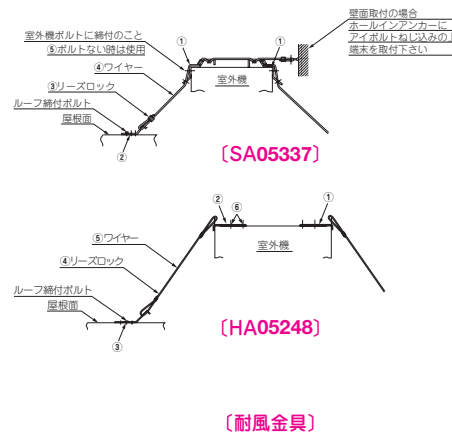 壁面取付の場合
ホールインアンカーに
アイボルトねじ込みの上
端末を取付下さい
室外機ボルトに締付のこと
⑤ボルトない時は使用
①
①
④ワイヤー
室外機
③リーズロック
ルーフ締付ボルト
屋根面
②
〔SA05337〕
②
⑥
①
⑤ワイヤー
室外機
④リーズロック
ルーフ締付ボルト
屋根面
③
〔HA05248〕
〔耐風金具〕